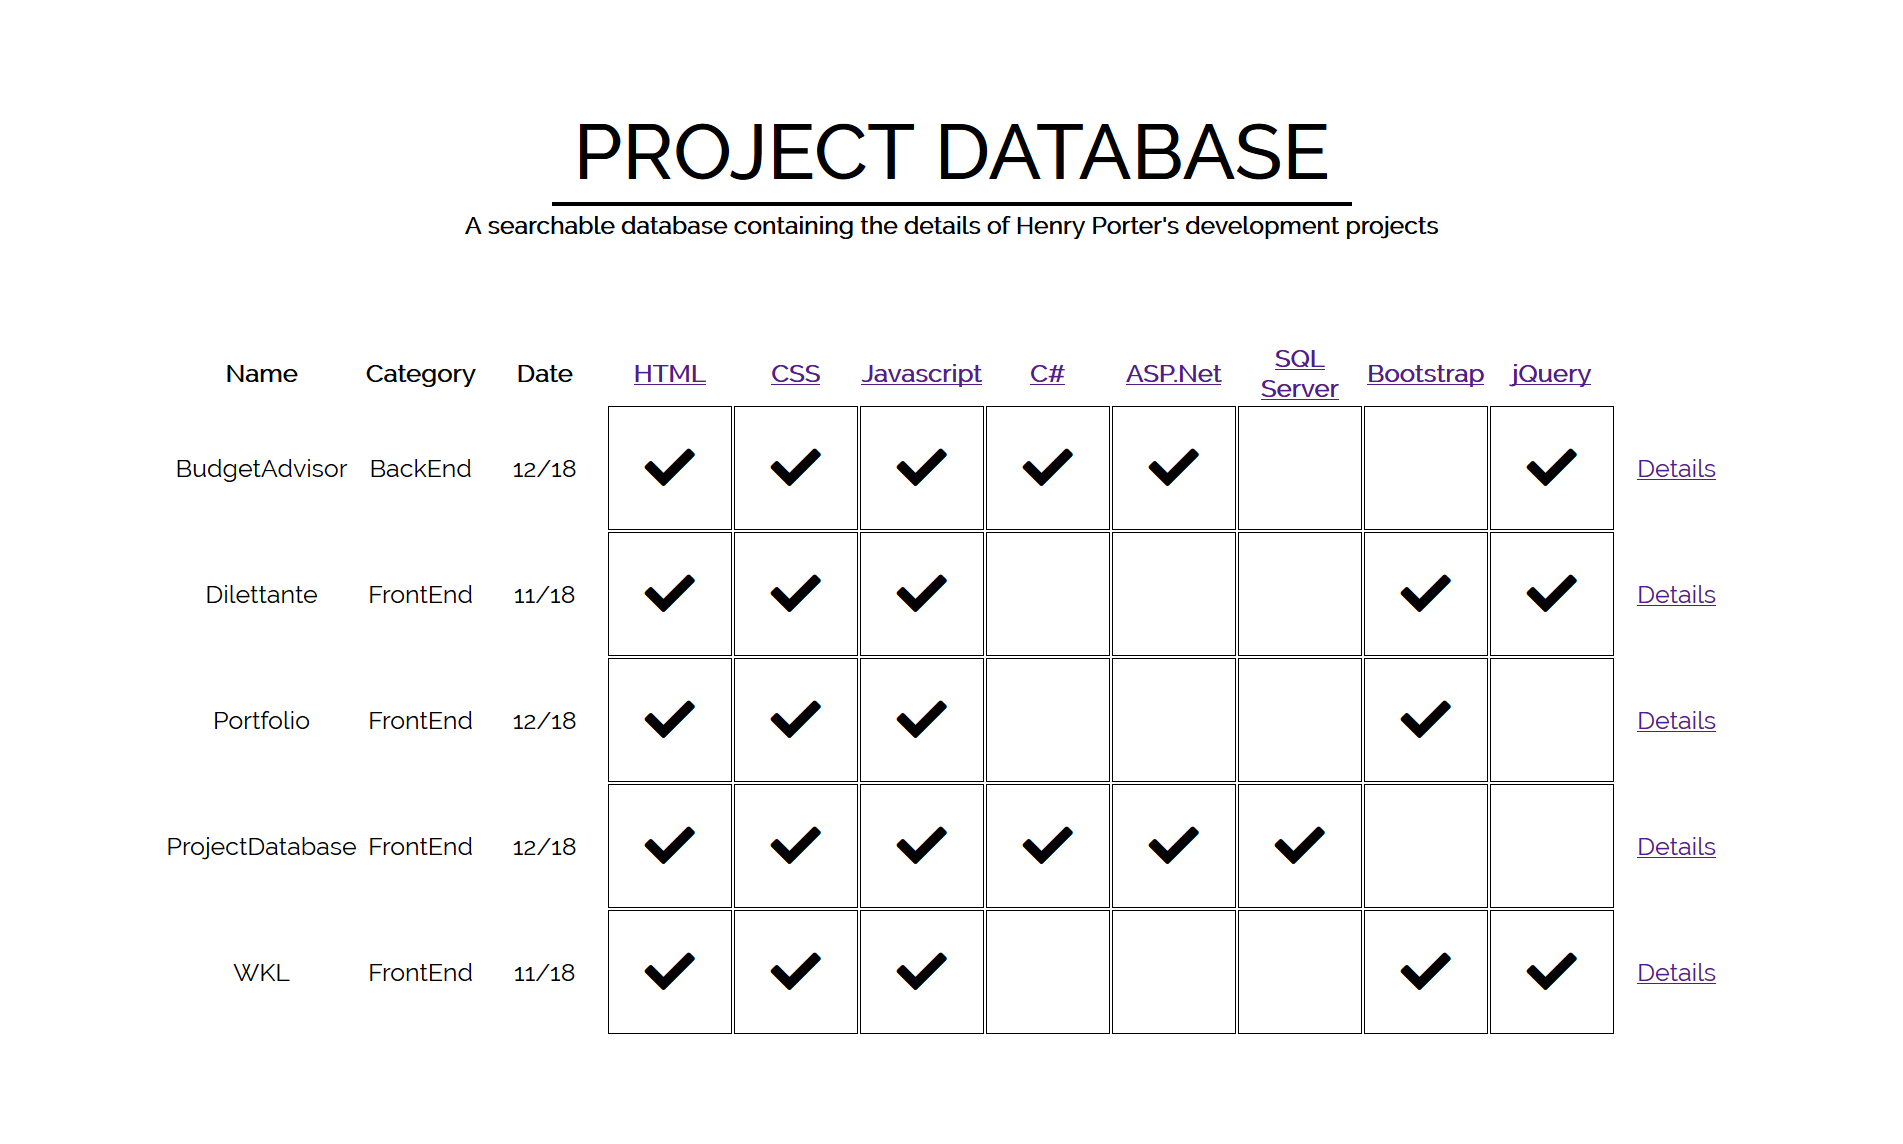 PROJECT DATABASE
A searchable database containing the details of Henry Porter's development projects
Name Category Date HTML CSS Javascript C# ASP.Net SQL Server Bootstrap jQuery
BudgetAdvisor BackEnd 12/18 ✔ ✔ ✔ ✔ ✔ ✔ Details
Dilettante FrontEnd 11/18 ✔ ✔ ✔ ✔ ✔ Details
Portfolio FrontEnd 12/18 ✔ ✔ ✔ ✔ Details
ProjectDatabase FrontEnd 12/18 ✔ ✔ ✔ ✔ ✔ ✔ Details
WKL FrontEnd 11/18 ✔ ✔ ✔ ✔ ✔ Details